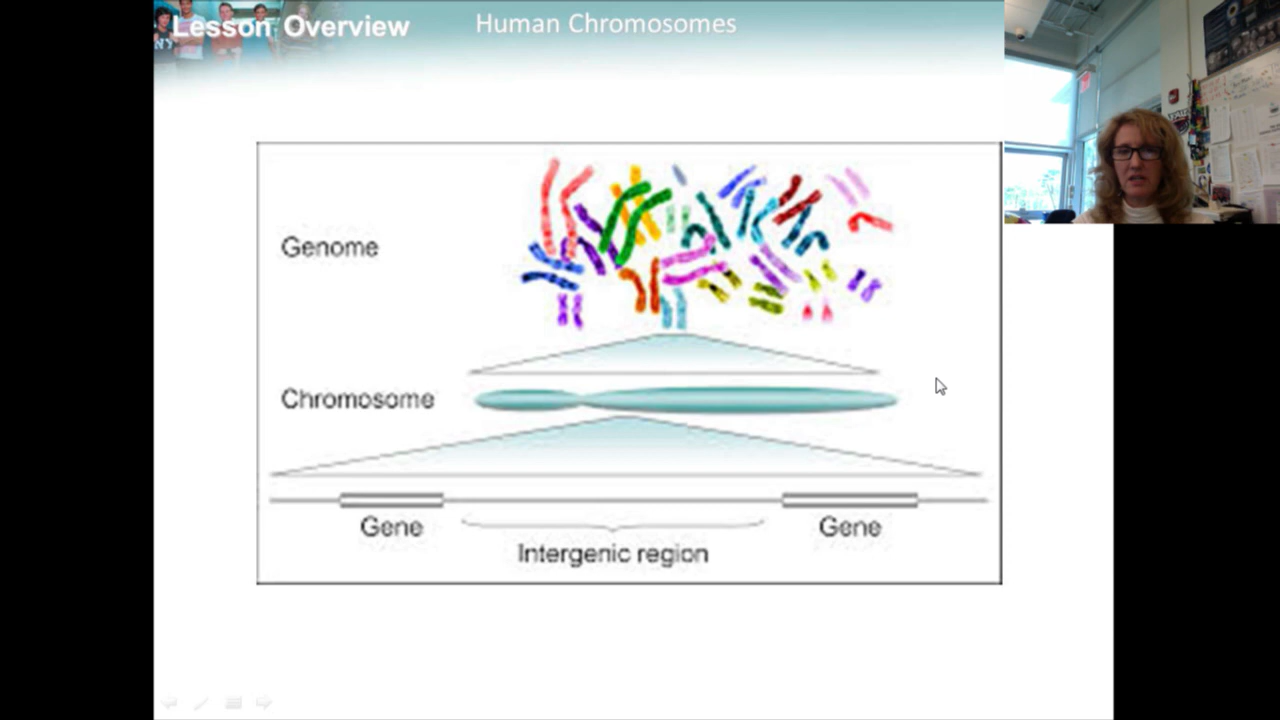 Lesson Overview
Human Chromosomes
Genome
Chromosome
Gene
Gene
Intergenic region